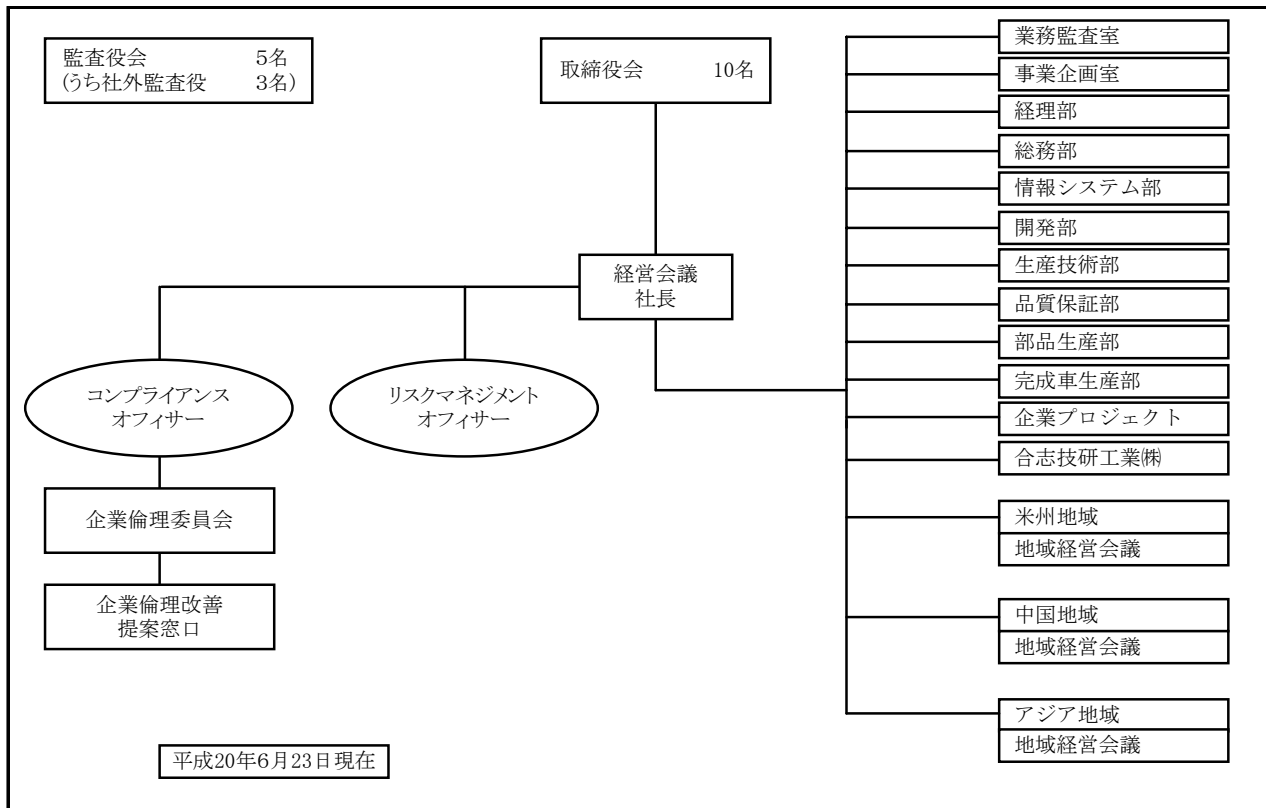 監査役会 5名
(うち社外監査役 3名)
取締役会 10名
経営会議
社長
コンプライアンス
オフィサー
リスクマネジメント
オフィサー
企業倫理委員会
企業倫理改善
提案窓口
平成20年6月23日現在
業務監査室
事業企画室
経理部
総務部
情報システム部
開発部
生産技術部
品質保証部
部品生産部
完成車生産部
企業プロジェクト
合志技研工業㈱
米州地域
地域経営会議
中国地域
地域経営会議
アジア地域
地域経営会議